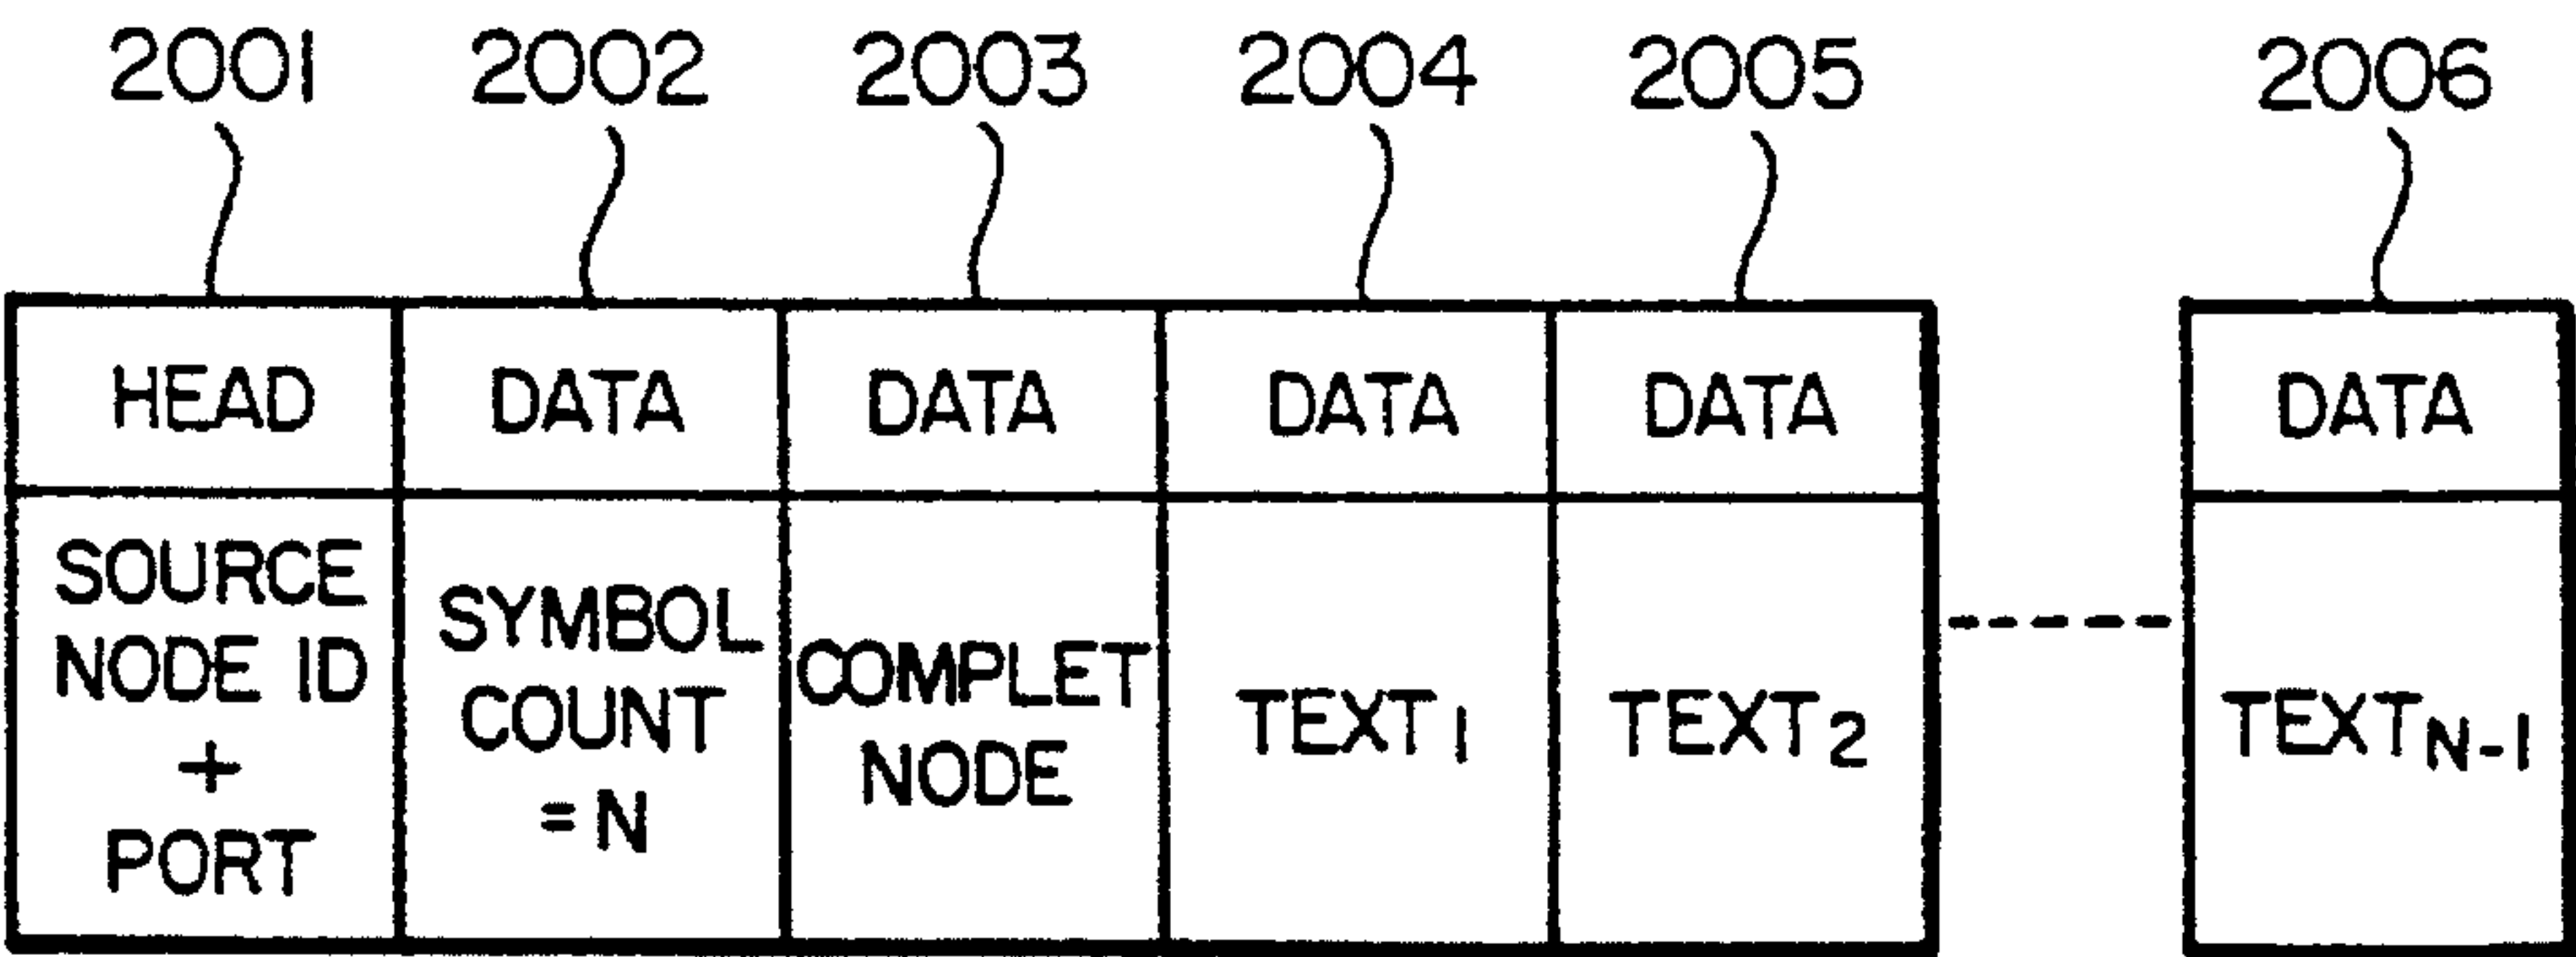 2001 2002 2003 2004 2005 2006
HEAD DATA DATA DATA DATA DATA
SOURCE
NODE ID
+
PORT
SYMBOL
COUNT
= N
COMPLET
NODE
TEXT₁
TEXT₂
TEXT_N-1